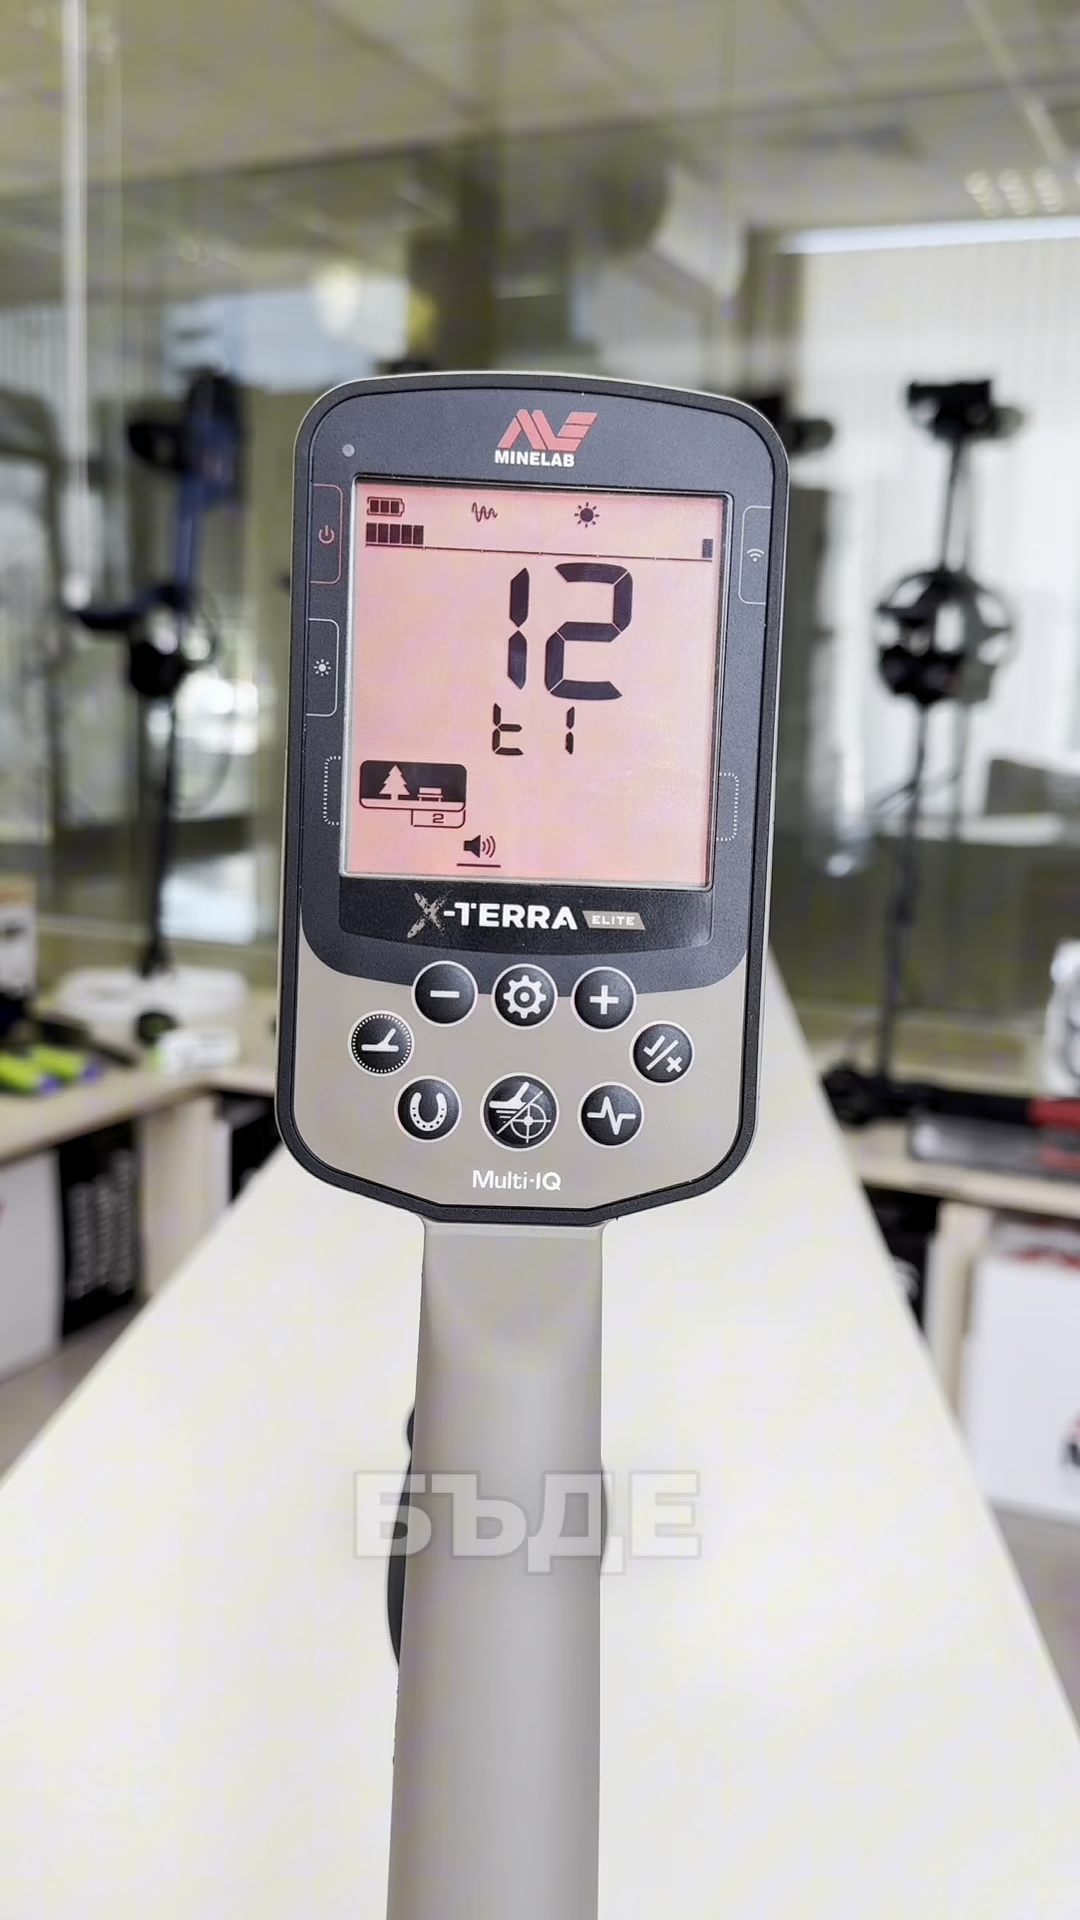 MINELAB
12
t1
2
X-TERRA ELITE
Multi-IQ
БЪДЕ